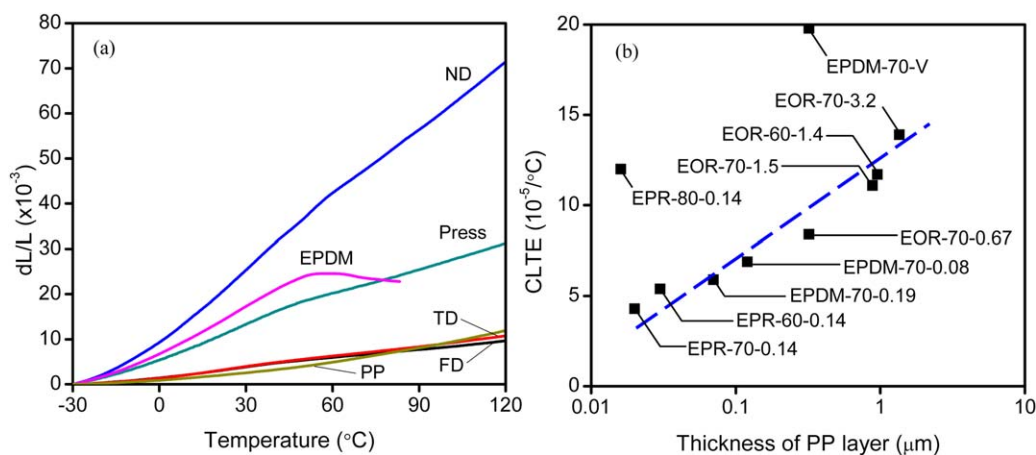 (a)
dL/L (x10⁻³)
80
70
60
50
40
30
20
10
0
ND
Press
EPDM
TD
PP
FD
-30
0
30
60
90
120
Temperature (°C)
(b)
CLTE (10⁻⁵/°C)
20
15
10
5
0
EPDM-70-V
EOR-70-3.2
EOR-60-1.4
EOR-70-1.5
EPR-80-0.14
EOR-70-0.67
EPDM-70-0.08
EPDM-70-0.19
EPR-60-0.14
EPR-70-0.14
0.01
0.1
1
10
Thickness of PP layer (μm)